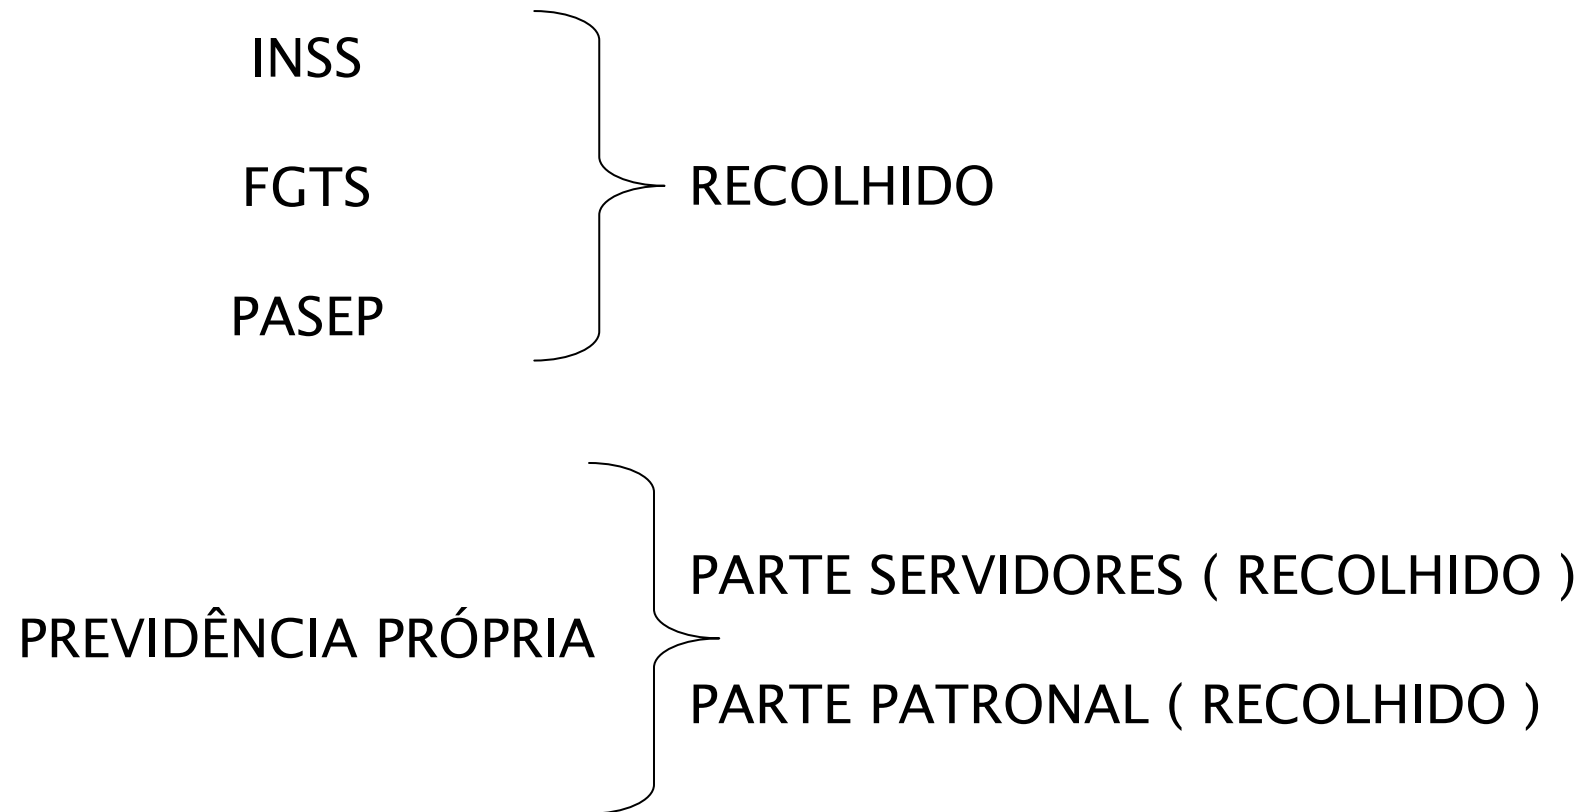 INSS
FGTS
RECOLHIDO
PASEP
PARTE SERVIDORES ( RECOLHIDO )
PREVIDÊNCIA PRÓPRIA
PARTE PATRONAL ( RECOLHIDO )